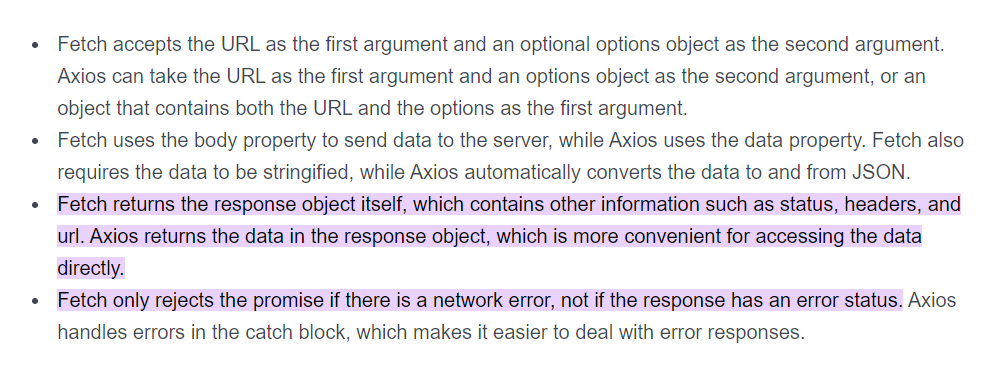 Fetch accepts the URL as the first argument and an optional options object as the second argument.
Axios can take the URL as the first argument and an options object as the second argument, or an
object that contains both the URL and the options as the first argument.
Fetch uses the body property to send data to the server, while Axios uses the data property. Fetch also
requires the data to be stringified, while Axios automatically converts the data to and from JSON.
Fetch returns the response object itself, which contains other information such as status, headers, and
url. Axios returns the data in the response object, which is more convenient for accessing the data
directly.
Fetch only rejects the promise if there is a network error, not if the response has an error status. Axios
handles errors in the catch block, which makes it easier to deal with error responses.